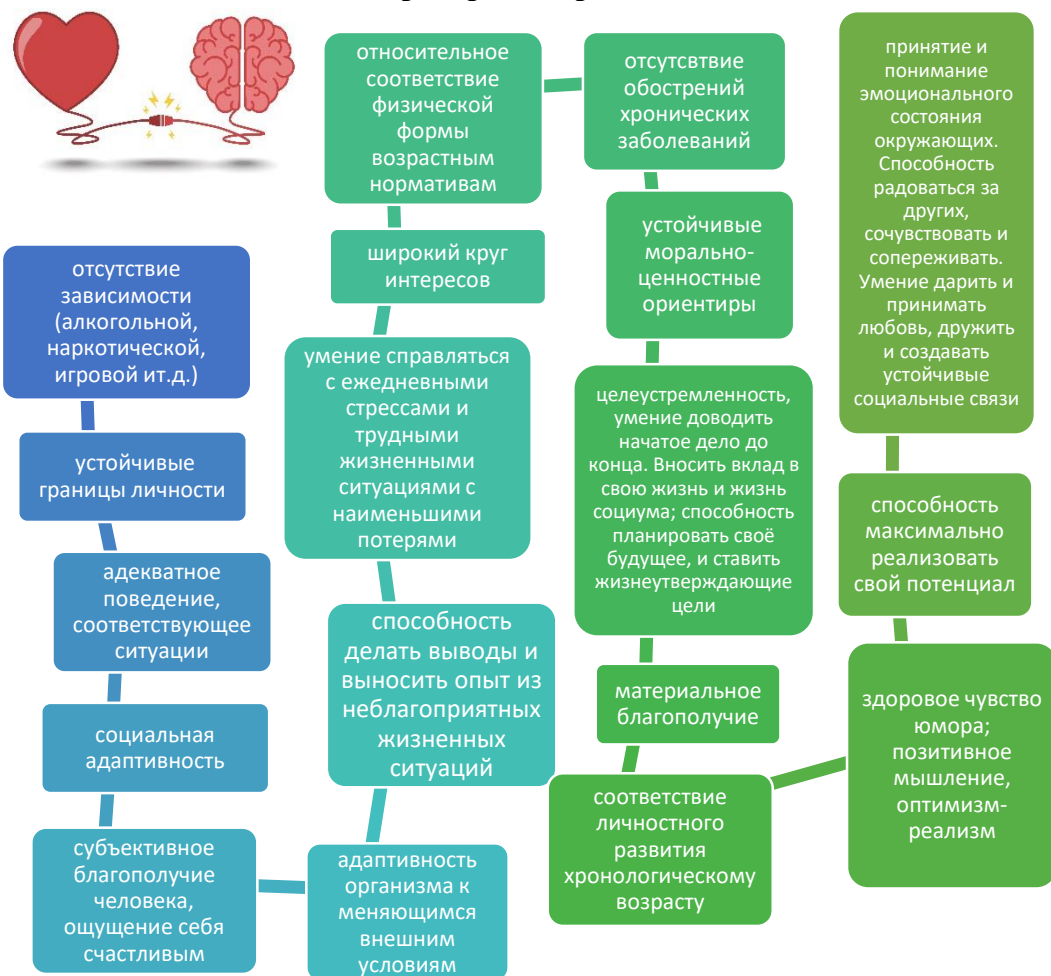 отсутствие
зависимости
(алкогольной,
наркотической,
игровой ит.д.)
устойчивые
границы личности
адекватное
поведение,
соответствующее
ситуации
социальная
адаптивность
субъективное
благополучие
человека,
ощущение себя
счастливым
адаптивность
организма к
меняющимся
внешним
условиям
способность
делать выводы и
выносить опыт из
неблагоприятных
жизненных
ситуаций
умение справляться
с ежедневными
стрессами и
трудными
жизненными
ситуациями с
наименьшими
потерями
широкий круг
интересов
относительное
соответствие
физической
формы
возрастным
нормативам
отсутсвтвие
обострений
хронических
заболеваний
устойчивые
морально-
ценностные
ориентиры
целеустремленность,
умение доводить
начатое дело до
конца. Вносить вклад в
свою жизнь и жизнь
социума; способность
планировать своё
будущее, и ставить
жизнеутверждающие
цели
материальное
благополучие
соответствие
личностного
развития
хронологическому
возрасту
здоровое чувство
юмора;
позитивное
мышление,
оптимизм-
реализм
способность
максимально
реализовать
свой потенциал
принятие и
понимание
эмоционального
состояния
окружающих.
Способность
радоваться за
других,
сочувствовать и
сопереживать.
Умение дарить и
принимать
любовь, дружить
и создавать
устойчивые
социальные связи